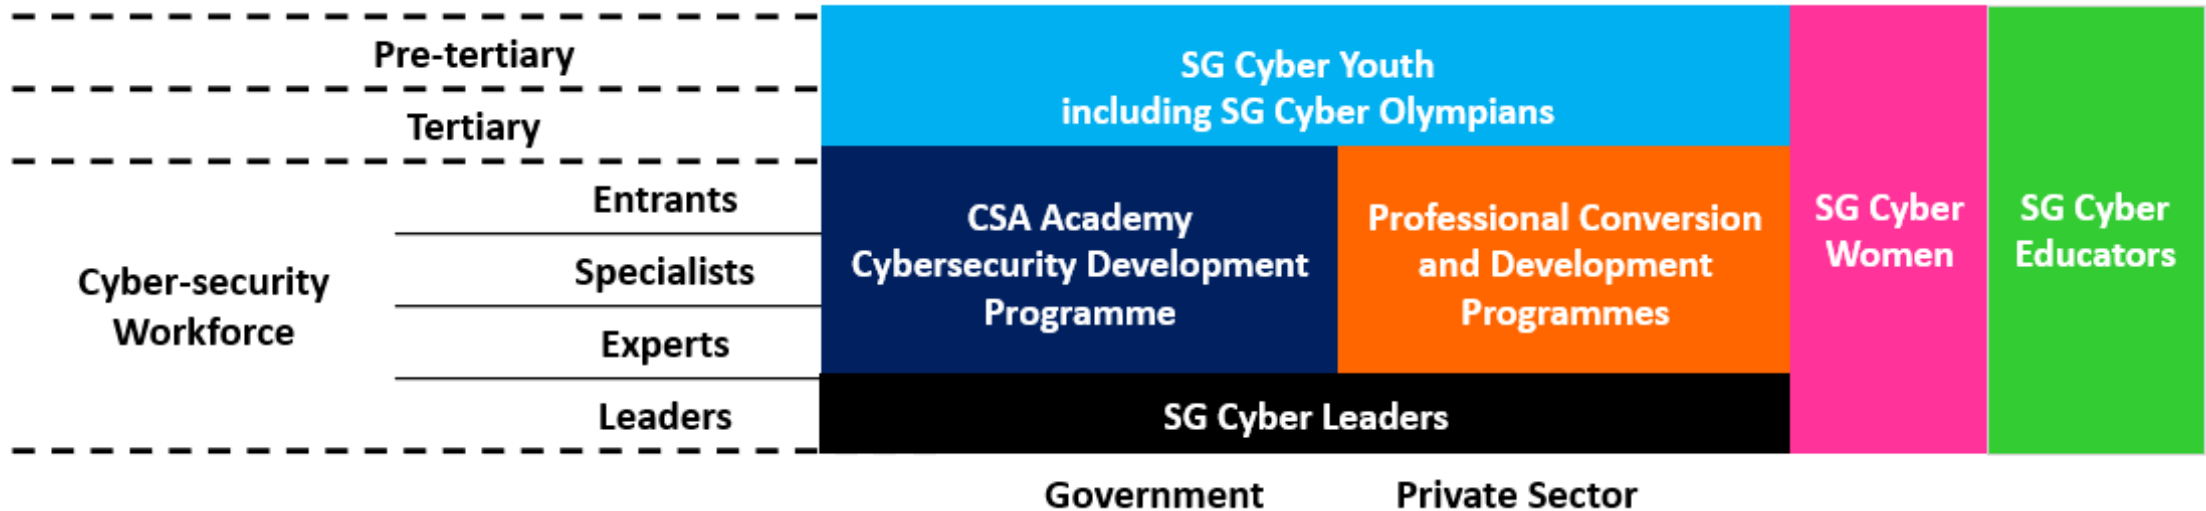 Pre-tertiary
Tertiary
Cyber-security
Workforce
Entrants
Specialists
Experts
Leaders
SG Cyber Youth
including SG Cyber Olympians
CSA Academy
Cybersecurity Development
Programme
Professional Conversion
and Development
Programmes
SG Cyber Leaders
SG Cyber
Women
SG Cyber
Educators
Government
Private Sector